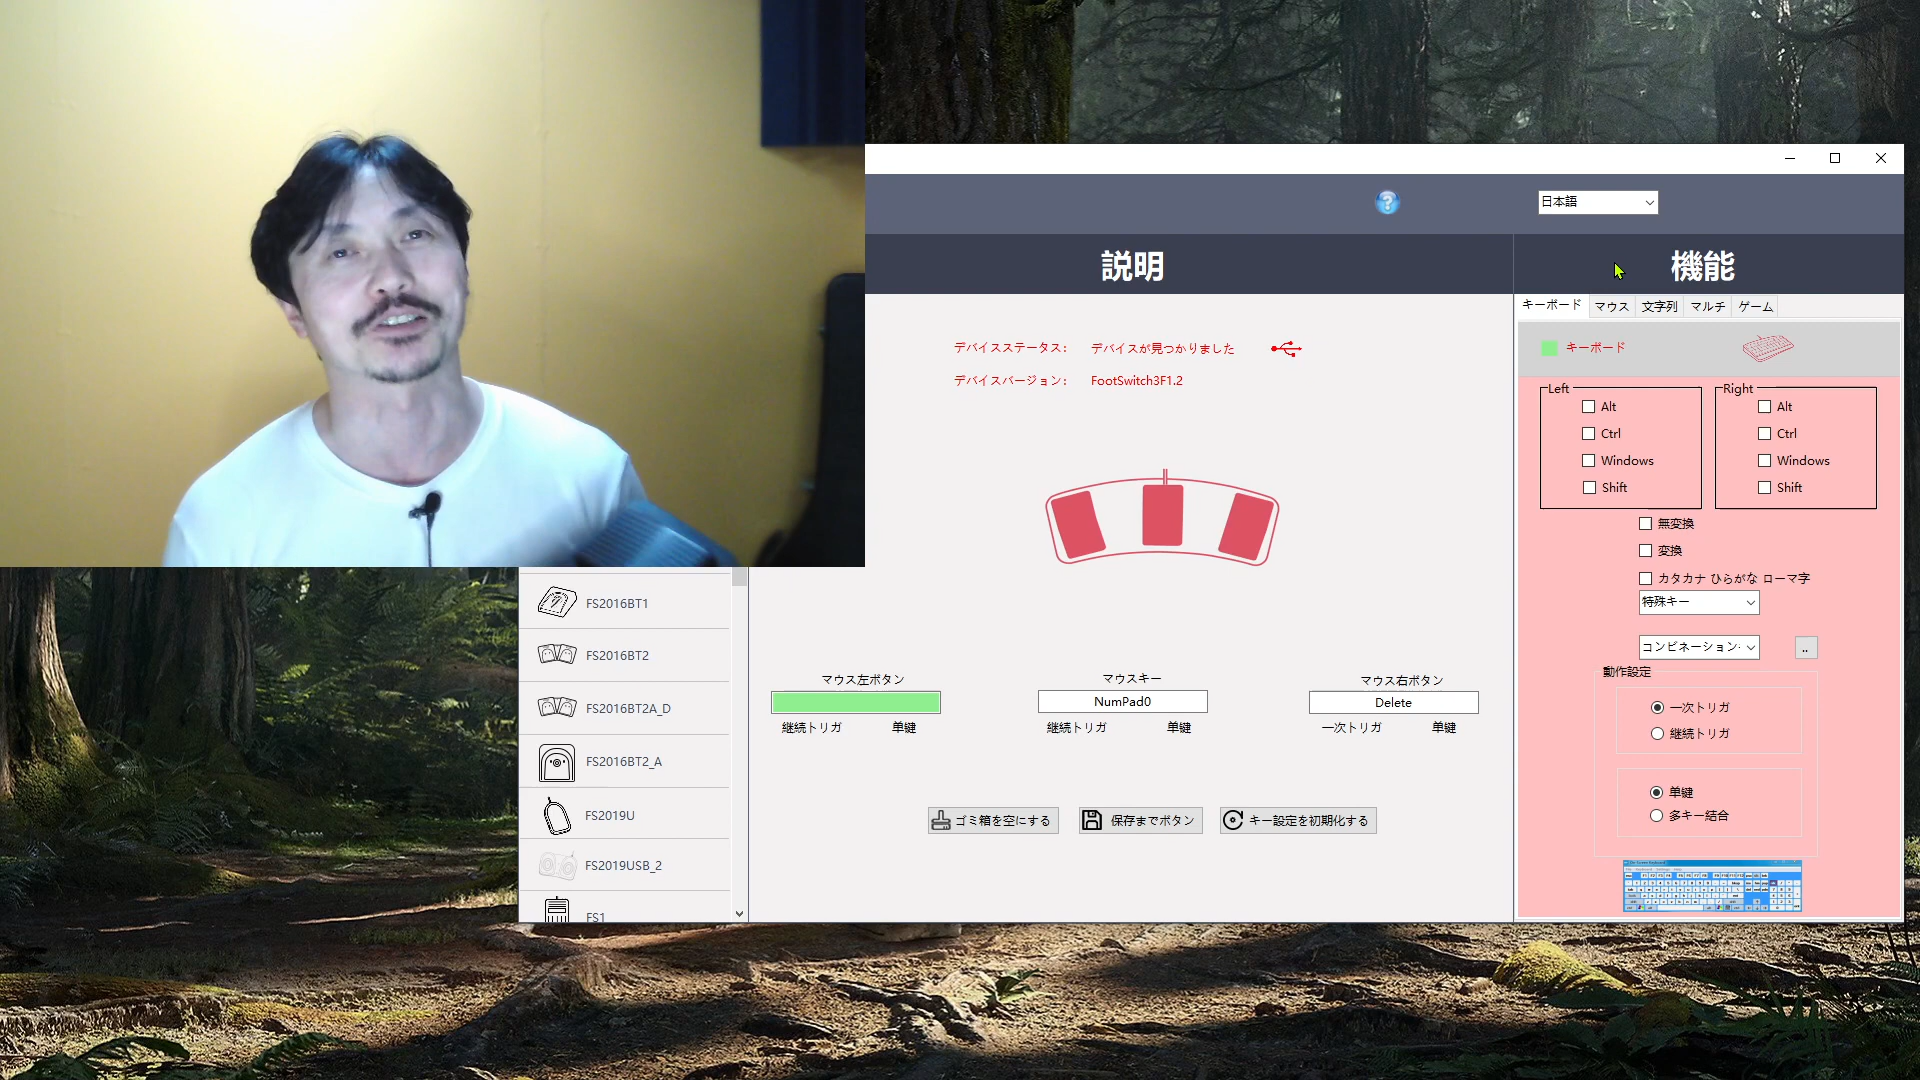 日本語
説明
機能
キーボード マウス 文字列 マルチ ゲーム
キーボード
デバイスステータス: デバイスが見つかりました
デバイスバージョン: FootSwitch3F1.2
Left
Alt
Ctrl
Windows
Shift
Right
Alt
Ctrl
Windows
Shift
無変換
変換
カタカナ ひらがな ローマ字
特殊キー
コンビネーション
..
動作設定
一次トリガ
継続トリガ
単鍵
多キー結合
FS2016BT1
FS2016BT2
FS2016BT2A_D
FS2016BT2_A
FS2019U
FS2019USB_2
FS1
マウス左ボタン
継続トリガ 単鍵
マウスキー
NumPad0
継続トリガ 単鍵
マウス右ボタン
Delete
一次トリガ 単鍵
ゴミ箱を空にする
保存までボタン
キー設定を初期化する